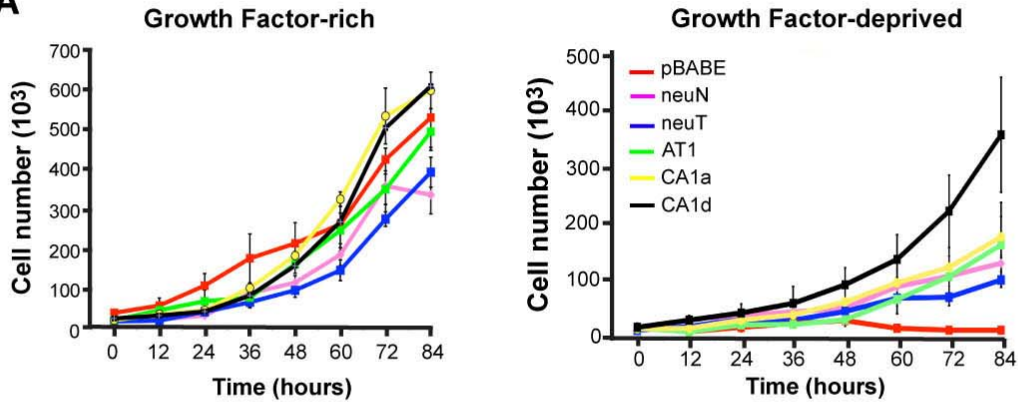 A
Growth Factor-rich
Cell number (10³)
700
600
500
400
300
200
100
0
0 12 24 36 48 60 72 84
Time (hours)
Growth Factor-deprived
Cell number (10³)
500
400
300
200
100
0
pBABE
neuN
neuT
AT1
CA1a
CA1d
0 12 24 36 48 60 72 84
Time (hours)